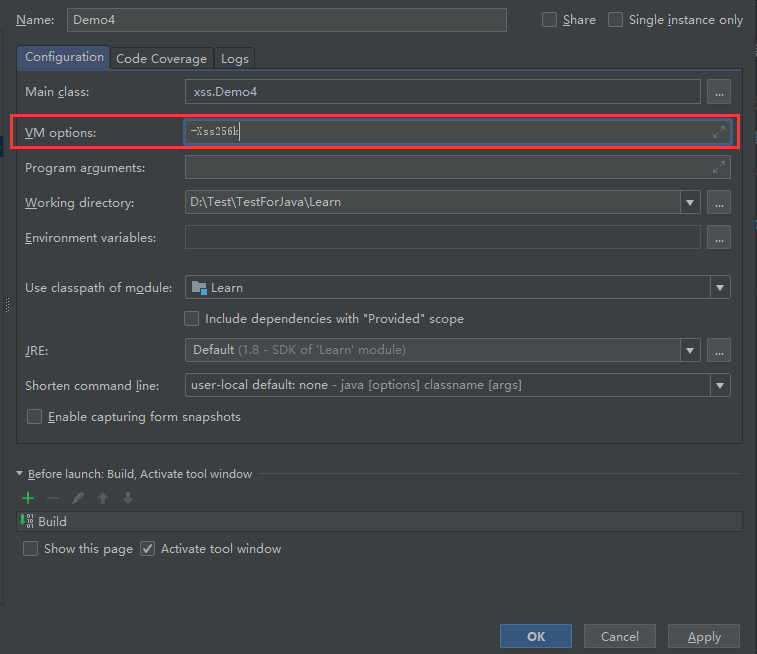 Name: Demo4 Share Single instance only
Configuration Code Coverage Logs
Main class: xss.Demo4 ...
VM options: -Xss256k
Program arguments:
Working directory: D:\Test\TestForJava\Learn ...
Environment variables: ...
Use classpath of module: Learn
Include dependencies with "Provided" scope
JRE: Default (1.8 - SDK of 'Learn' module) ...
Shorten command line: user-local default: none - java [options] classname [args]
Enable capturing form snapshots
Before launch: Build, Activate tool window
Build
Show this page Activate tool window
OK Cancel Apply